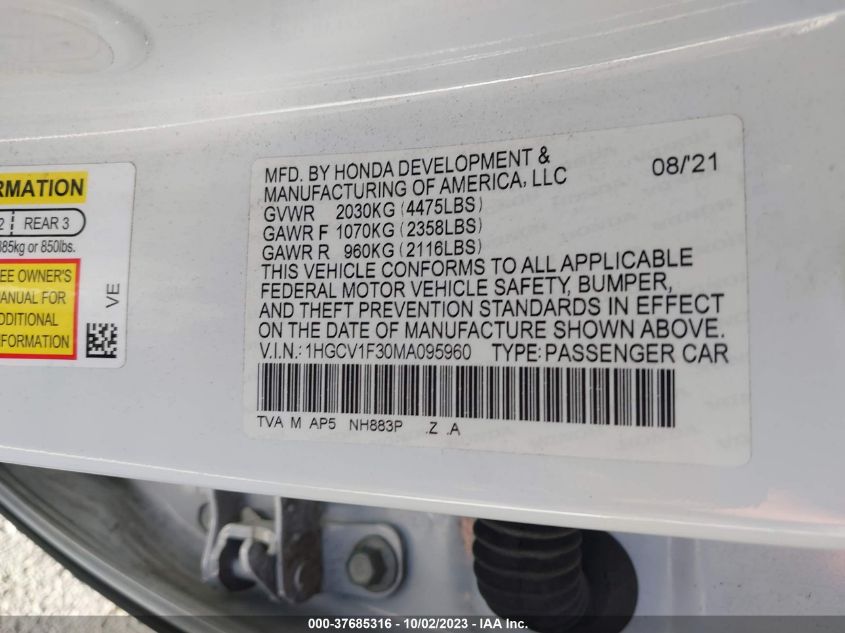 RMATION
2 REAR 3
385kg or 850lbs.
EE OWNER'S
ANUAL FOR
DDITIONAL
FORMATION
VE
MFD. BY HONDA DEVELOPMENT & 08/'21
MANUFACTURING OF AMERICA, LLC
GVWR 2030KG (4475LBS)
GAWR F 1070KG (2358LBS)
GAWR R 960KG (2116LBS)
THIS VEHICLE CONFORMS TO ALL APPLICABLE
FEDERAL MOTOR VEHICLE SAFETY, BUMPER,
AND THEFT PREVENTION STANDARDS IN EFFECT
ON THE DATE OF MANUFACTURE SHOWN ABOVE.
V.I.N.: 1HGCV1F30MA095960 TYPE: PASSENGER CAR
TVA M AP5 NH883P .Z .A
000-37685316 - 10/02/2023 - IAA Inc.